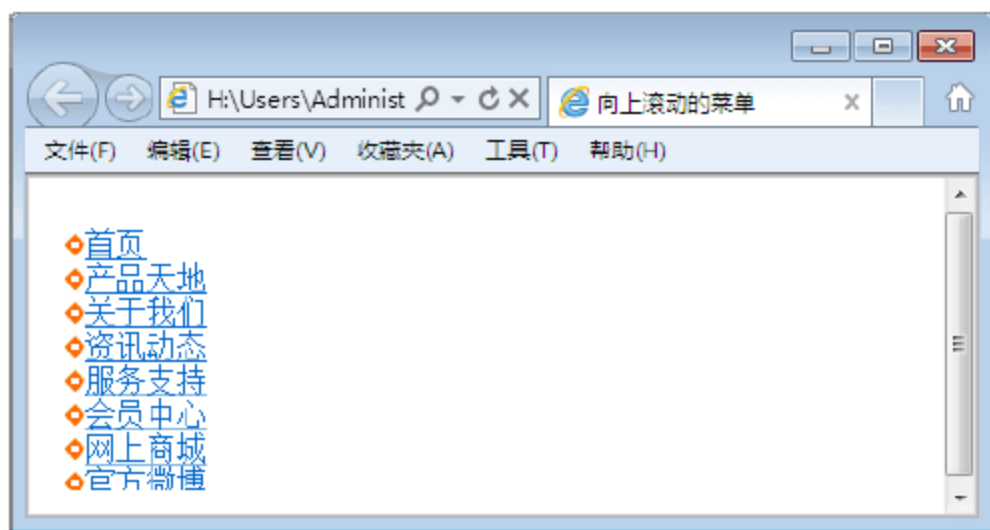 H:\Users\Administ
向上滚动的菜单
文件(F) 编辑(E) 查看(V) 收藏夹(A) 工具(T) 帮助(H)
首页
产品天地
关于我们
资讯动态
服务支持
会员中心
网上商城
官方微博